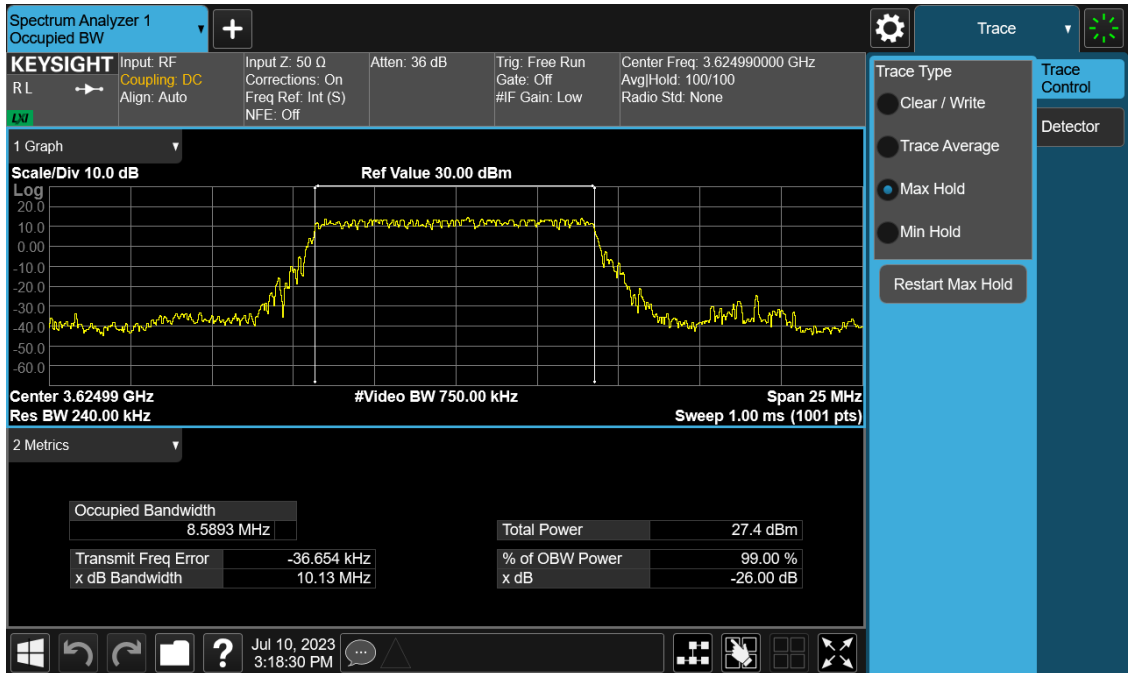 Spectrum Analyzer 1
Occupied BW
+
Trace
KEYSIGHT
R L
LXI
Input: RF
Coupling: DC
Align: Auto
Input Z: 50 Ω
Corrections: On
Freq Ref: Int (S)
NFE: Off
Atten: 36 dB
Trig: Free Run
Gate: Off
#IF Gain: Low
Center Freq: 3.624990000 GHz
Avg|Hold: 100/100
Radio Std: None
Trace Type
Clear / Write
Trace Average
Max Hold
Min Hold
Restart Max Hold
Trace
Control
Detector
1 Graph
Scale/Div 10.0 dB
Ref Value 30.00 dBm
Log
20.0
10.0
0.00
-10.0
-20.0
-30.0
-40.0
-50.0
-60.0
Center 3.62499 GHz
#Video BW 750.00 kHz
Span 25 MHz
Res BW 240.00 kHz
Sweep 1.00 ms (1001 pts)
2 Metrics
Occupied Bandwidth
8.5893 MHz
Total Power 27.4 dBm
Transmit Freq Error -36.654 kHz
% of OBW Power 99.00 %
x dB Bandwidth 10.13 MHz
x dB -26.00 dB
?
Jul 10, 2023
3:18:30 PM